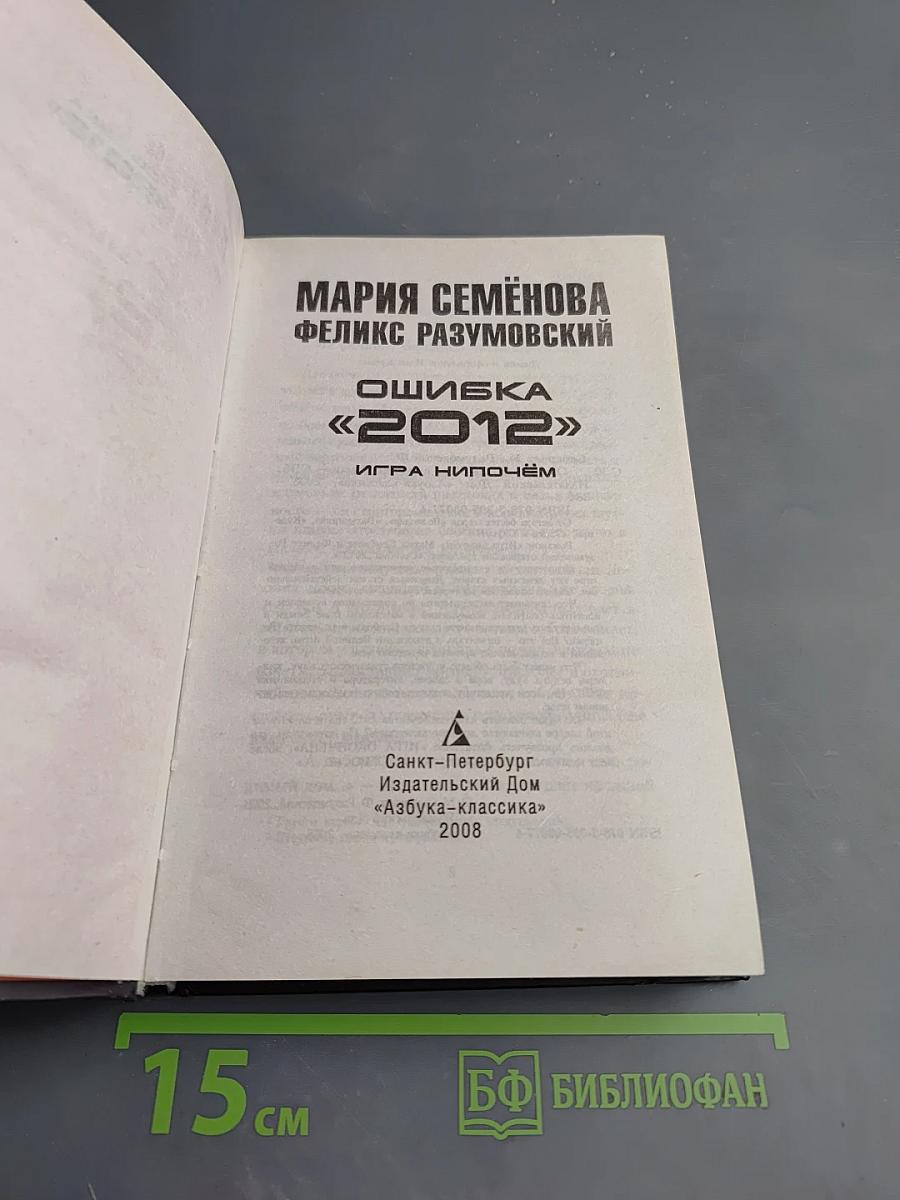 МАРИЯ СЕМЁНОВА
ФЕЛИКС РАЗУМОВСКИЙ
ОШИБКА
«2012»
ИГРА НИПОЧЁМ
Санкт-Петербург
Издательский Дом
«Азбука-классика»
2008
15 см
БФ БИБЛИОФАН